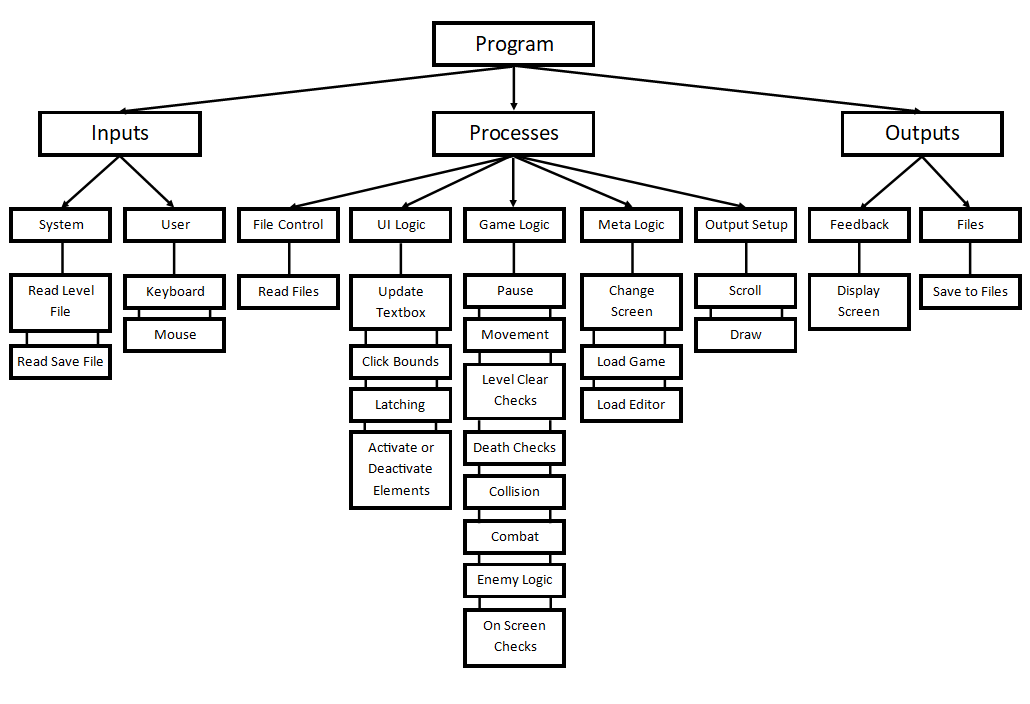 Program
Inputs
Processes
Outputs
System
User
File Control
UI Logic
Game Logic
Meta Logic
Output Setup
Feedback
Files
Read Level
File
Read Save File
Keyboard
Mouse
Read Files
Update
Textbox
Click Bounds
Latching
Activate or
Deactivate
Elements
Pause
Movement
Level Clear
Checks
Death Checks
Collision
Combat
Enemy Logic
On Screen
Checks
Change
Screen
Load Game
Load Editor
Scroll
Draw
Display
Screen
Save to Files